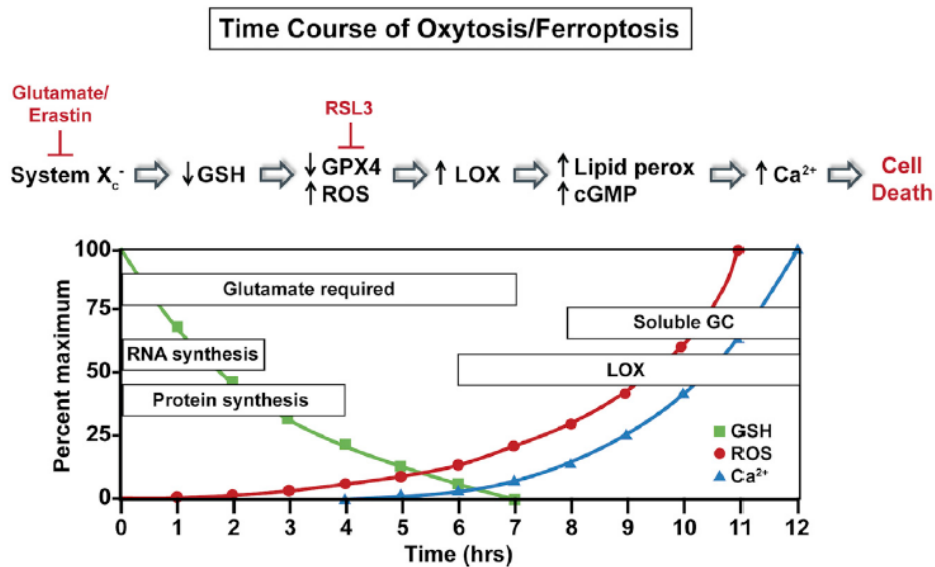 Time Course of Oxytosis/Ferroptosis
Glutamate/
Erastin
RSL3
System Xc-
↓GSH
↓GPX4
↑ROS
↑ LOX
↑Lipid perox
↑cGMP
↑ Ca2+
Cell
Death
Percent maximum
100
75
50
25
0
Glutamate required
RNA synthesis
Protein synthesis
Soluble GC
LOX
GSH
ROS
Ca2+
0 1 2 3 4 5 6 7 8 9 10 11 12
Time (hrs)